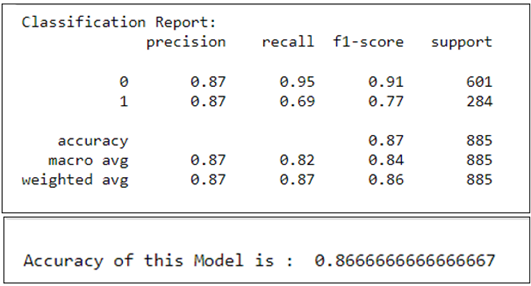 Classification Report:
precision recall f1-score support
0 0.87 0.95 0.91 601
1 0.87 0.69 0.77 284
accuracy 0.87 885
macro avg 0.87 0.82 0.84 885
weighted avg 0.87 0.87 0.86 885
Accuracy of this Model is : 0.8666666666666667